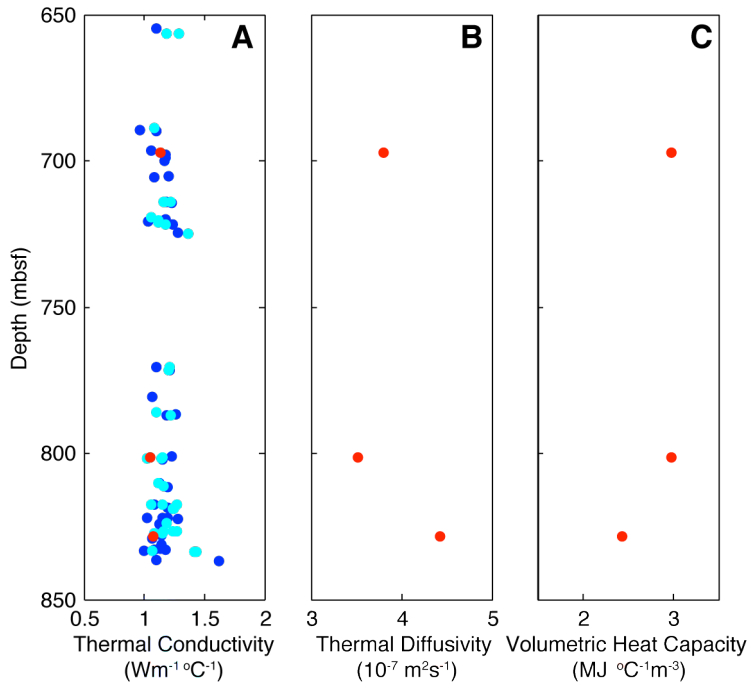 A
B
C
650
700
750
800
850
Depth (mbsf)
0.5 1 1.5 2
3 4 5
2 3
Thermal Conductivity
(Wm⁻¹ ᵒC⁻¹)
Thermal Diffusivity
(10⁻⁷ m²s⁻¹)
Volumetric Heat Capacity
(MJ ᵒC⁻¹m⁻³)